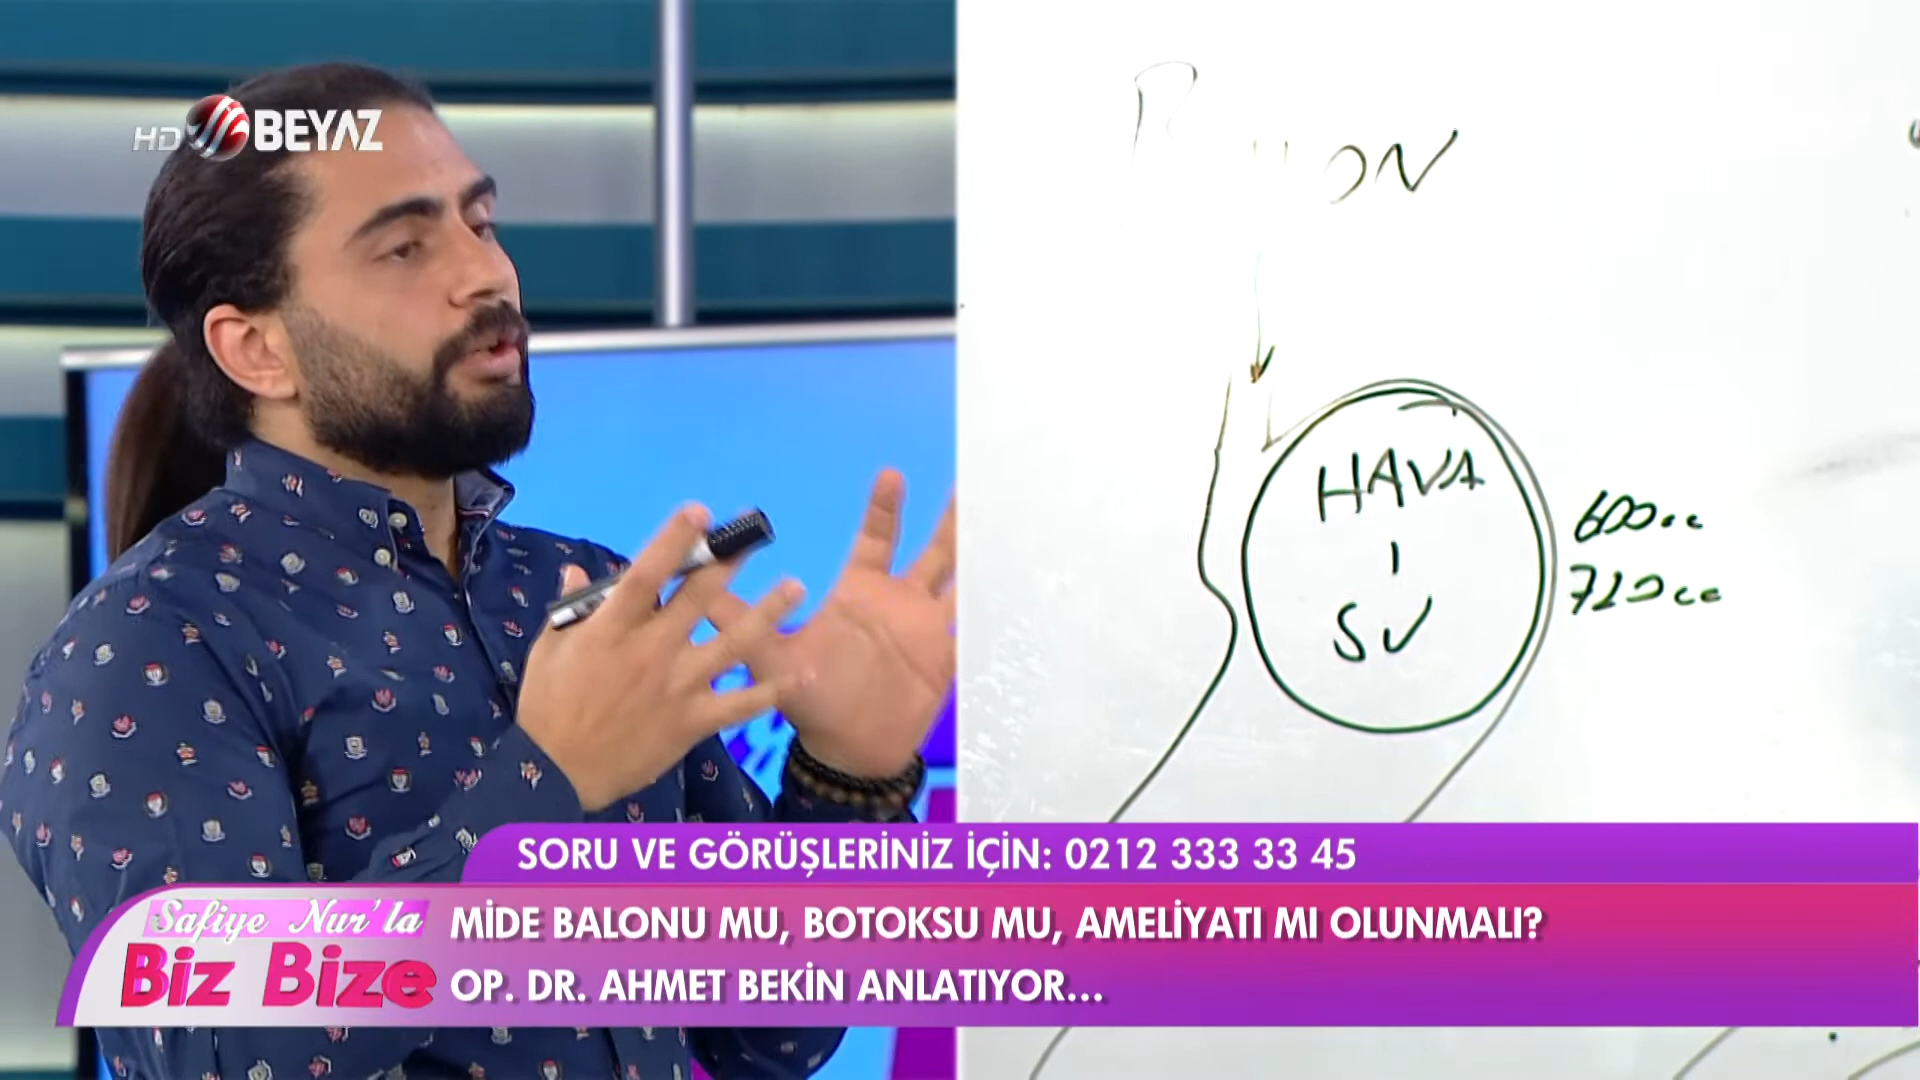 HD BEYAZ
HAVA
SU
600cc
SORU VE GÖRÜŞLERİNİZ İÇİN: 0212 333 33 45
Safiye Nur'la
Biz Bize
MİDE BALONU MU, BOTOKSU MU, AMELİYATI MI OLUNMALI?
OP. DR. AHMET BEKİN ANLATIYOR...